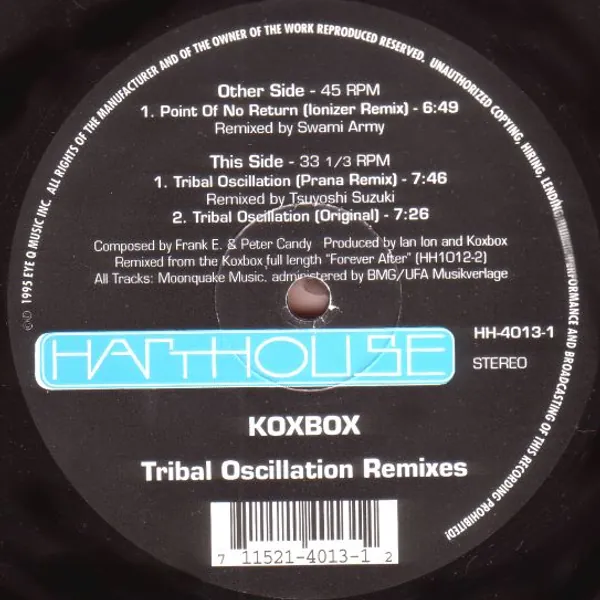 ℗© 1995 EYE Q MUSIC INC. ALL RIGHTS OF THE MANUFACTURER AND OF THE OWNER OF THE WORK REPRODUCED RESERVED. UNAUTHORIZED COPYING, HIRING, LENDING, PERFORMANCE AND BROADCASTING OF THIS RECORDING PROHIBITED!
Other Side - 45 RPM
1. Point Of No Return (Ionizer Remix) - 6:49
Remixed by Swami Army
This Side - 33 1/3 RPM
1. Tribal Oscillation (Prana Remix) - 7:46
Remixed by Tsuyoshi Suzuki
2. Tribal Oscillation (Original) - 7:26
Composed by Frank E. & Peter Candy Produced by Ian Ion and Koxbox
Remixed from the Koxbox full length "Forever After" (HH1012-2)
All Tracks: Moonquake Music, administered by BMG/UFA Musikverlage
HARTHOUSE
HH-4013-1
STEREO
KOXBOX
Tribal Oscillation Remixes
7 11521-4013-1 2